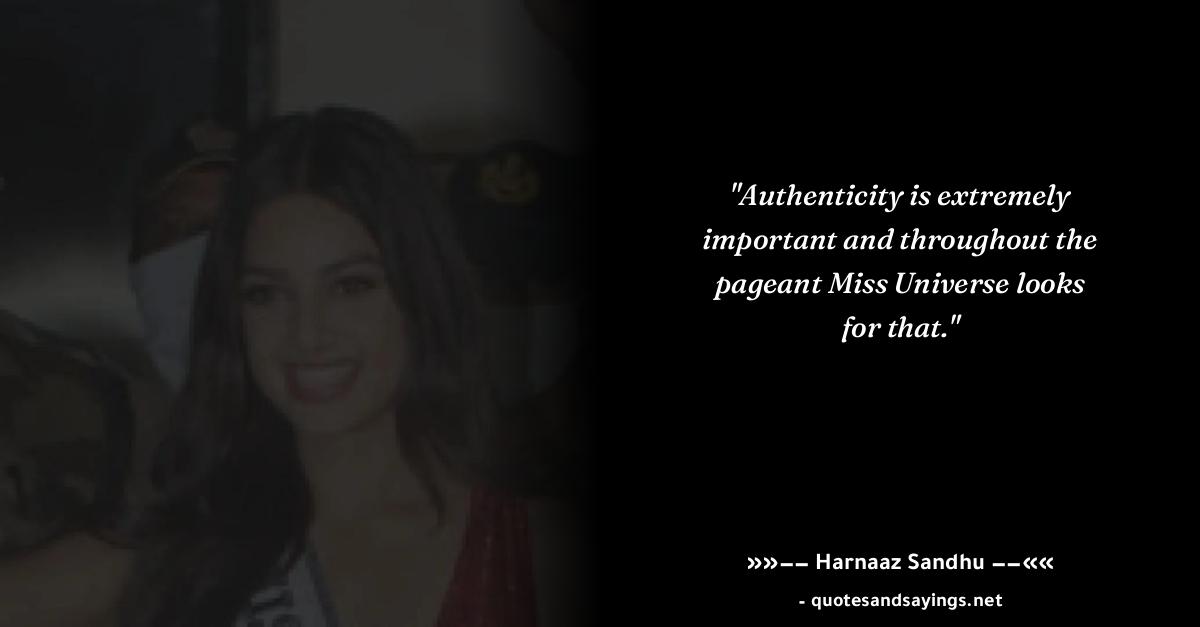 "Authenticity is extremely
important and throughout the
pageant Miss Universe looks
for that."
»»−− Harnaaz Sandhu −−««
- quotesandsayings.net